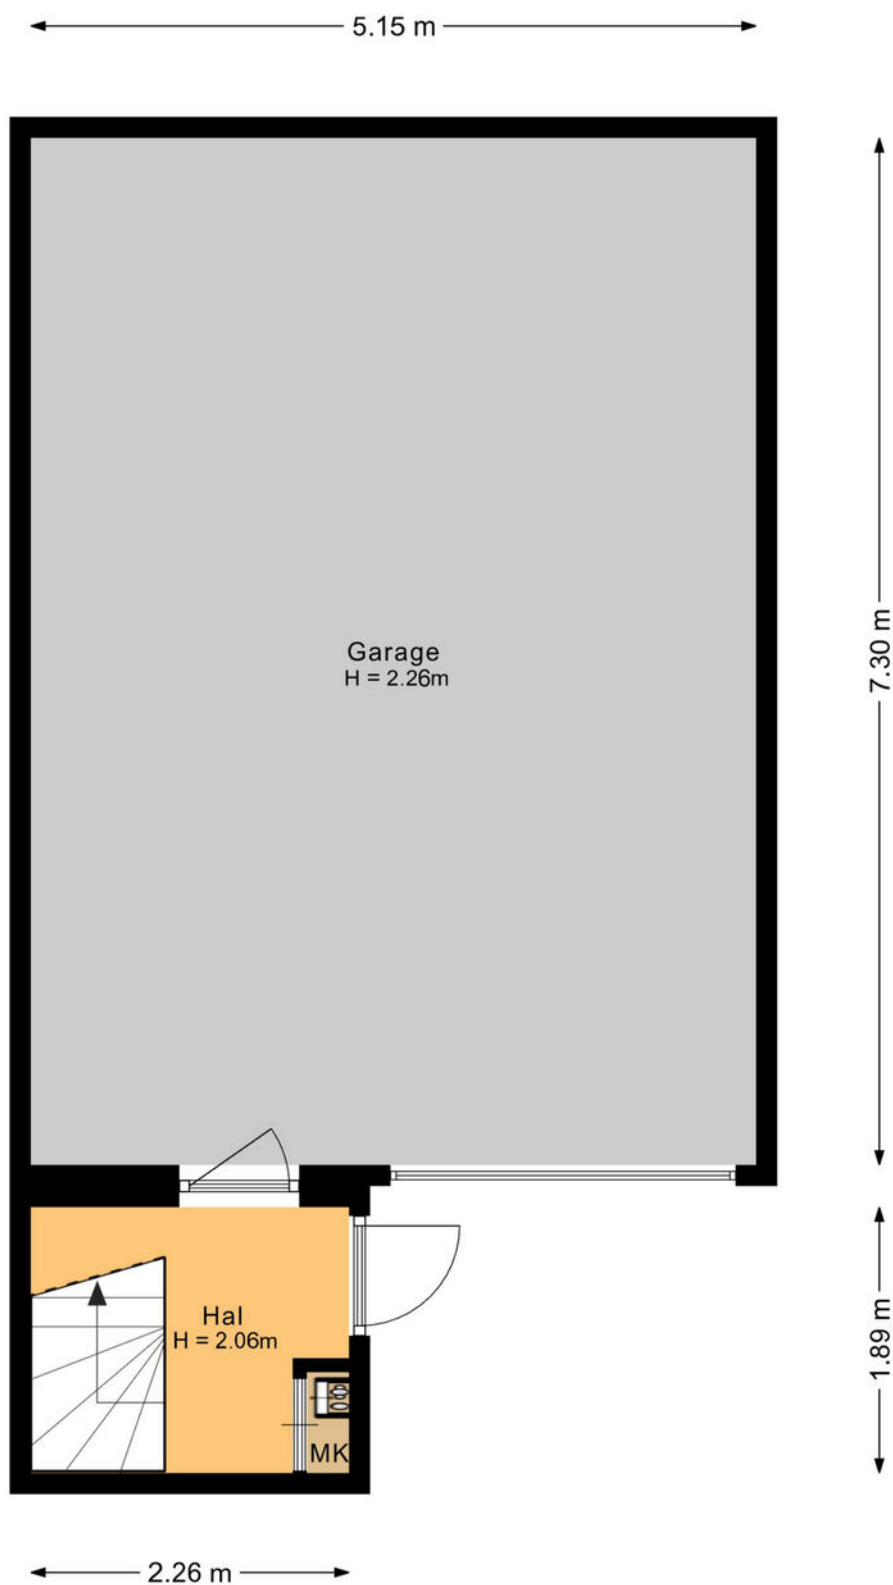 5.15 m
Garage
H = 2.26m
7.30 m
Hal
H = 2.06m
1.89 m
MK
2.26 m